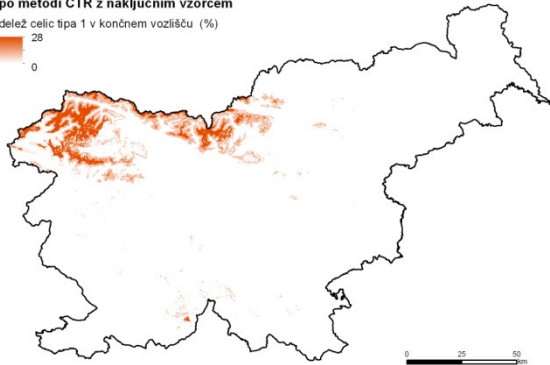 po metodi CTR z naključnim vzorcem
delež celic tipa 1 v končnem vozlišču (%)
28
0
0 25 50
km